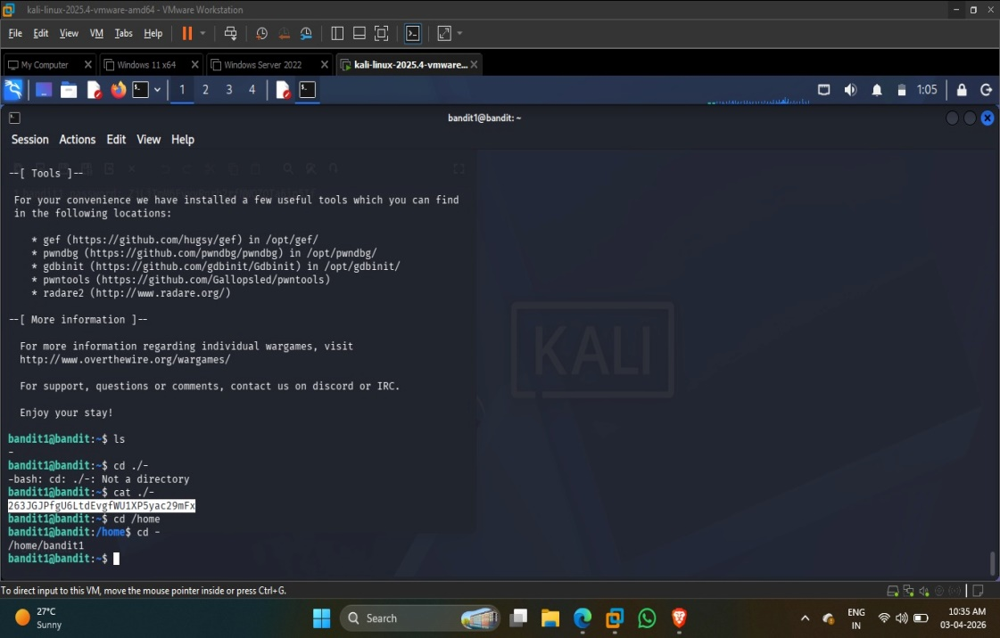 kali-linux-2025.4-vmware-amd64 - VMware Workstation
File Edit View VM Tabs Help
My Computer Windows 11 x64 Windows Server 2022 kali-linux-2025.4-vmware...
1 2 3 4 1:05
bandit1@bandit: ~
Session Actions Edit View Help
--[ Tools ]--
For your convenience we have installed a few useful tools which you can find
in the following locations:
* gef (https://github.com/hugsy/gef) in /opt/gef/
* pwndbg (https://github.com/pwndbg/pwndbg) in /opt/pwndbg/
* gdbinit (https://github.com/gdbinit/Gdbinit) in /opt/gdbinit/
* pwntools (https://github.com/Gallopsled/pwntools)
* radare2 (http://www.radare.org/)
--[ More information ]--
For more information regarding individual wargames, visit
http://www.overthewire.org/wargames/
For support, questions or comments, contact us on discord or IRC.
Enjoy your stay!
KALI
bandit1@bandit:~$ ls
-
bandit1@bandit:~$ cd ./-
-bash: cd: ./-: Not a directory
bandit1@bandit:~$ cat ./-
263JGJPfgU6LtdEvgfWU1XP5yac29mFx
bandit1@bandit:~$ cd /home
bandit1@bandit:/home$ cd -
/home/bandit1
bandit1@bandit:~$
To direct input to this VM, move the mouse pointer inside or press Ctrl+G.
27°C
Sunny
Search
ENG
IN
10:35 AM
03-04-2026